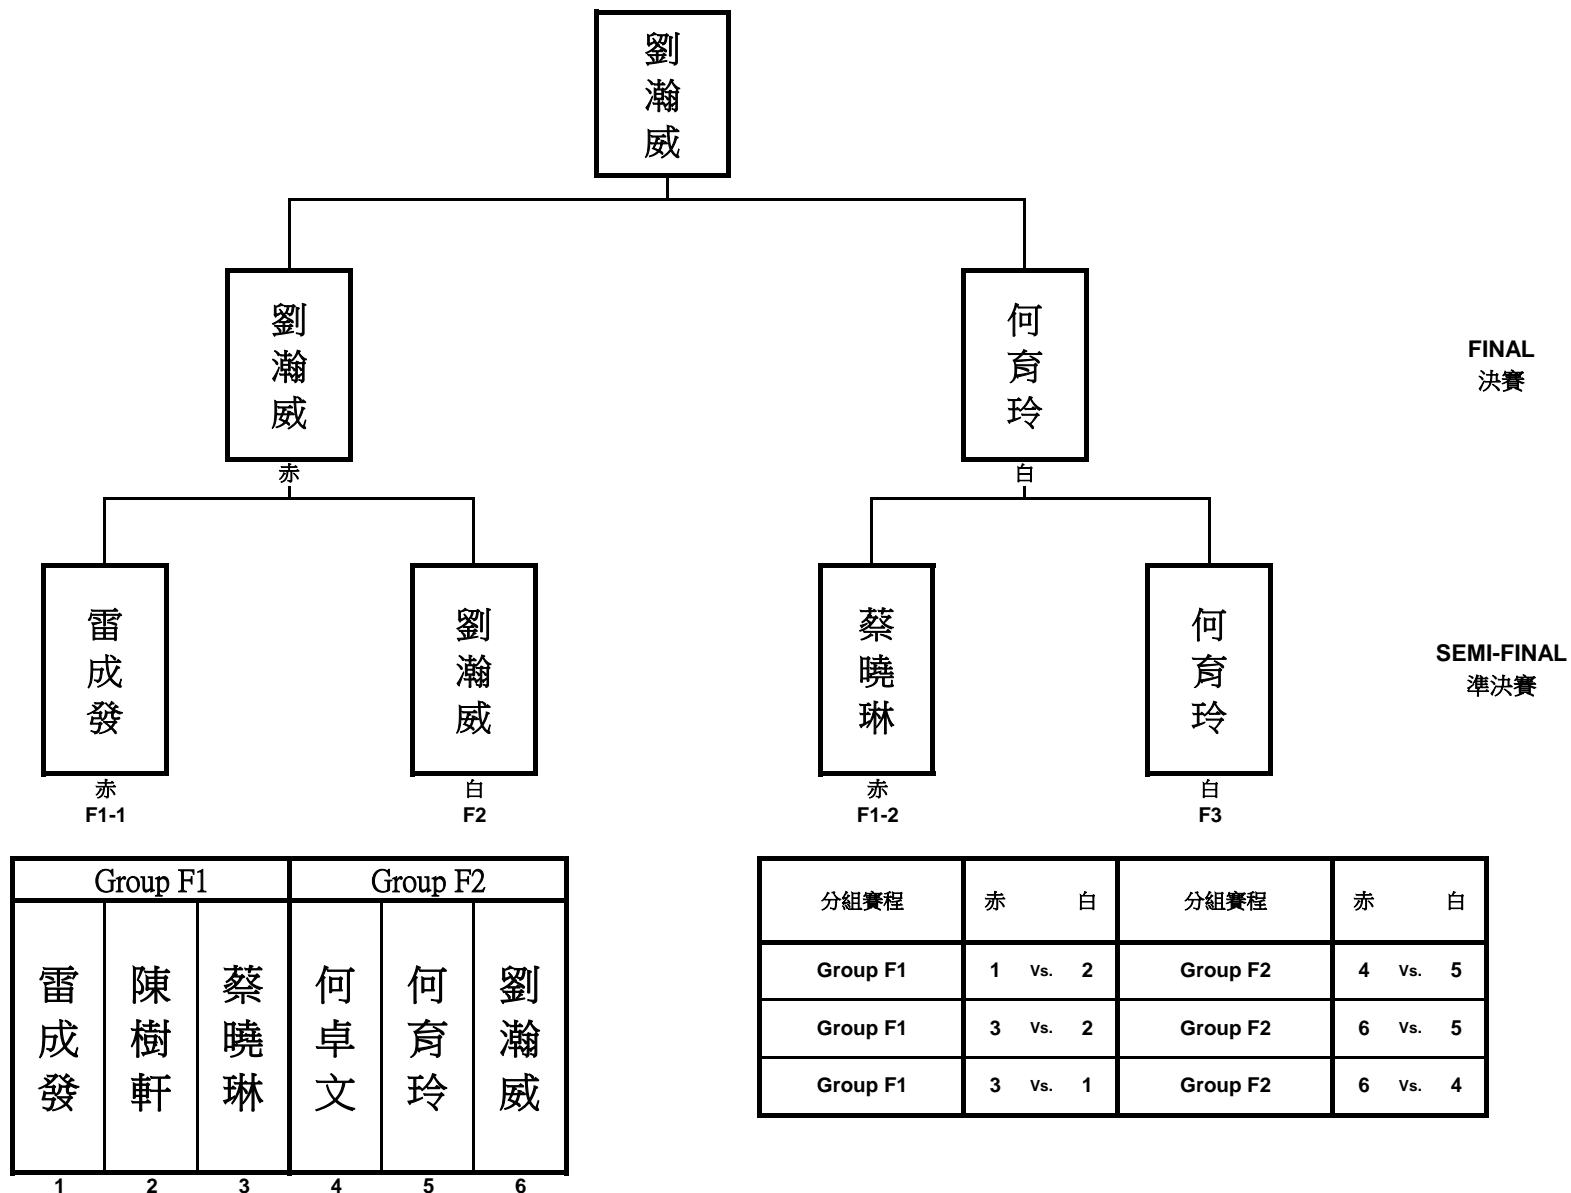 劉瀚威
劉瀚威
何育玲
FINAL
決賽
赤
白
雷成發
劉瀚威
蔡曉琳
何育玲
SEMI-FINAL
準決賽
赤
白
赤
白
F1-1
F2
F1-2
F3
Group F1 Group F2
雷成發
陳樹軒
蔡曉琳
何卓文
何育玲
劉瀚威
1 2 3 4 5 6
分組賽程 赤 白 分組賽程 赤 白
Group F1 1 Vs. 2 Group F2 4 Vs. 5
Group F1 3 Vs. 2 Group F2 6 Vs. 5
Group F1 3 Vs. 1 Group F2 6 Vs. 4